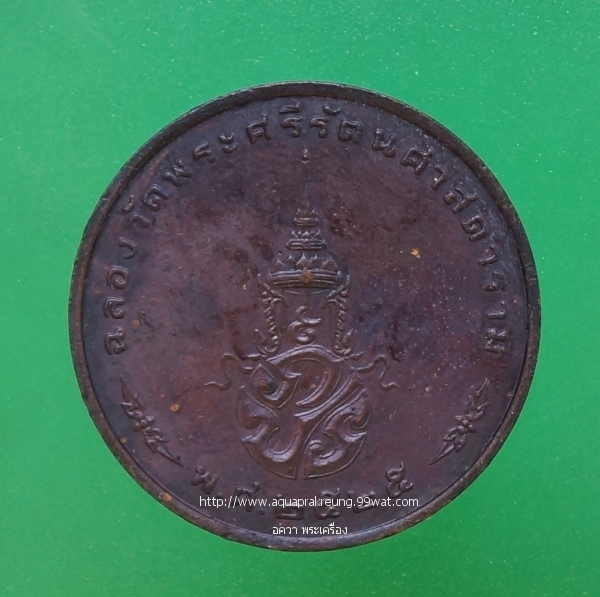 ฉลองวัดพระศรีรัตนศาสดาราม
พ.ศ.๒๕๒๕
http://www.aquaprakreung.99wat.com
อควา พระเครื่อง